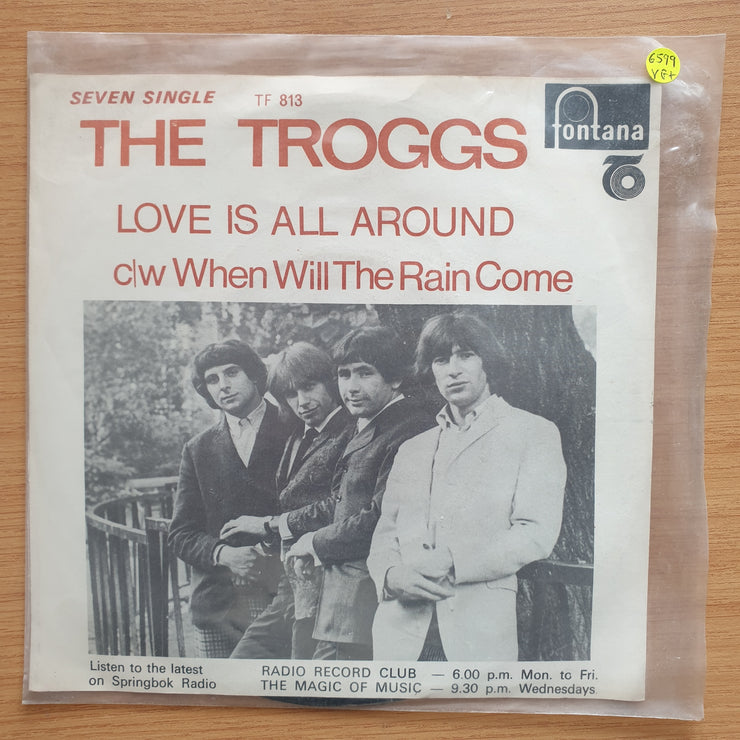 6579
VG+
SEVEN SINGLE TF 813
fontana
THE TROGGS
LOVE IS ALL AROUND
c/w When Will The Rain Come
Listen to the latest
on Springbok Radio
RADIO RECORD CLUB — 6.00 p.m. Mon. to Fri.
THE MAGIC OF MUSIC — 9.30 p.m. Wednesdays